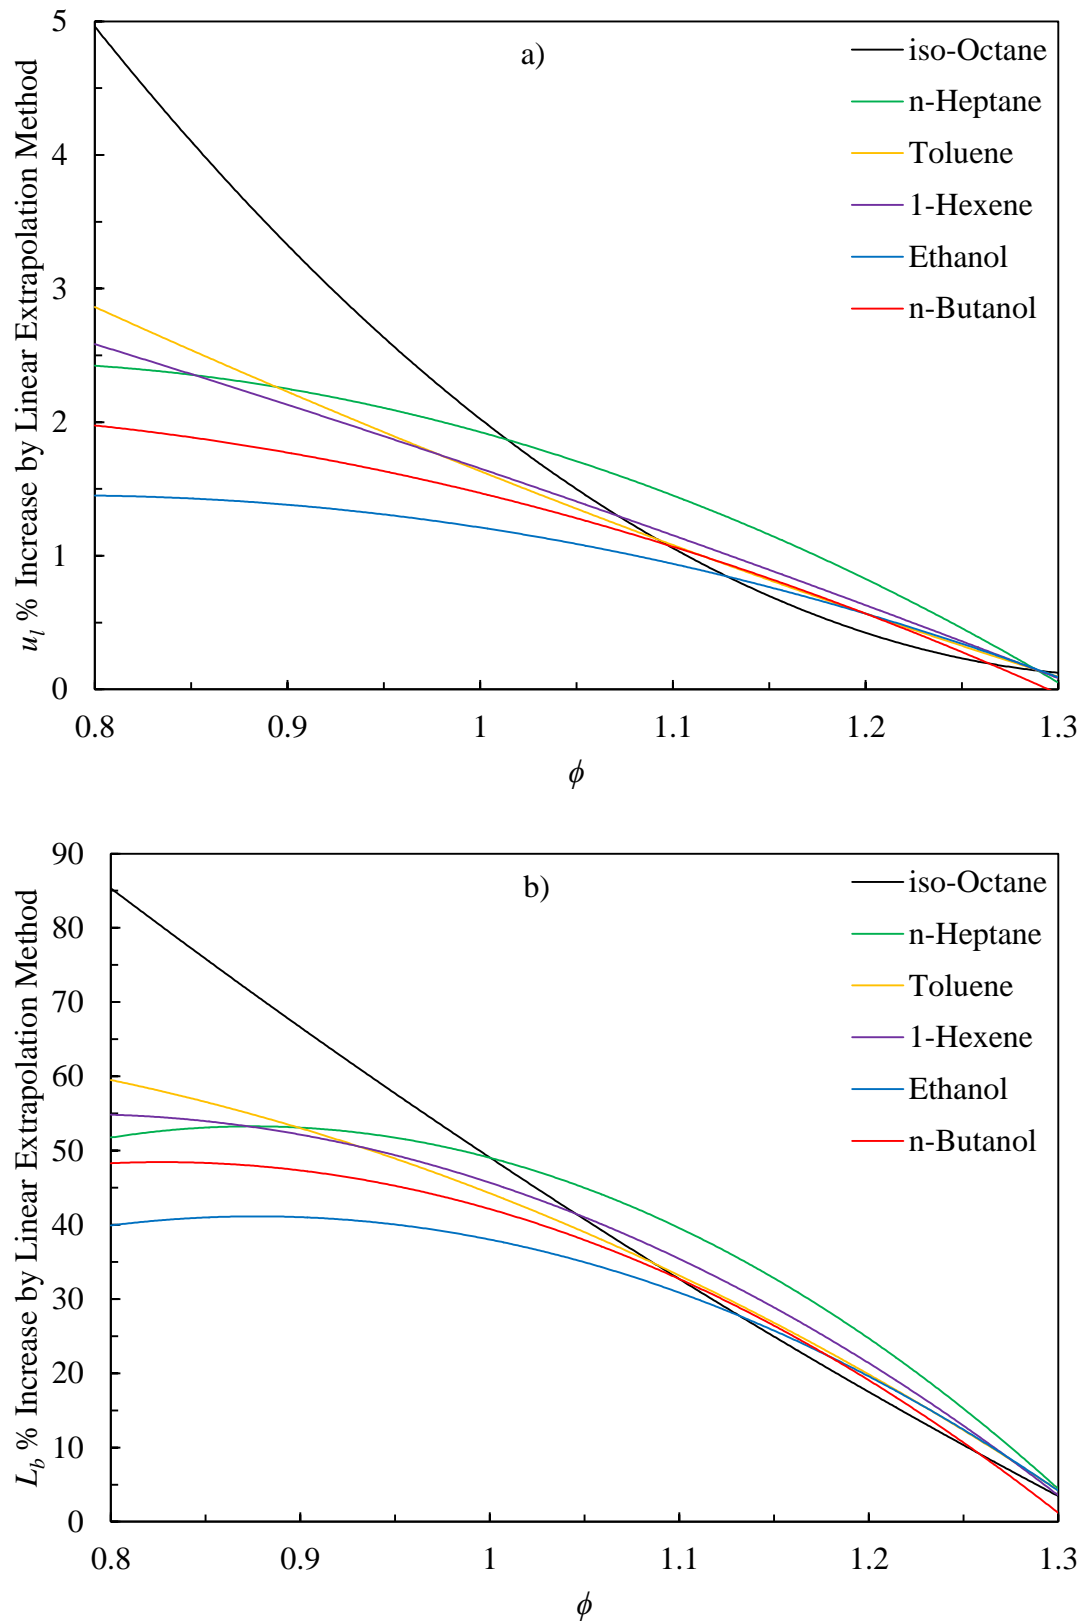 a)
u_l % Increase by Linear Extrapolation Method
5
4
3
2
1
0
iso-Octane
n-Heptane
Toluene
1-Hexene
Ethanol
n-Butanol
0.8 0.9 1 1.1 1.2 1.3
ϕ
b)
L_b % Increase by Linear Extrapolation Method
90
80
70
60
50
40
30
20
10
0
iso-Octane
n-Heptane
Toluene
1-Hexene
Ethanol
n-Butanol
0.8 0.9 1 1.1 1.2 1.3
ϕ